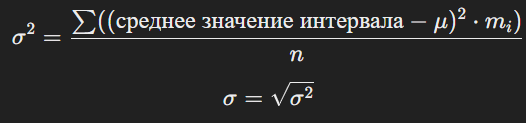 σ² = ∑((среднее значение интервала − μ)² · mᵢ) / n
σ = √σ²